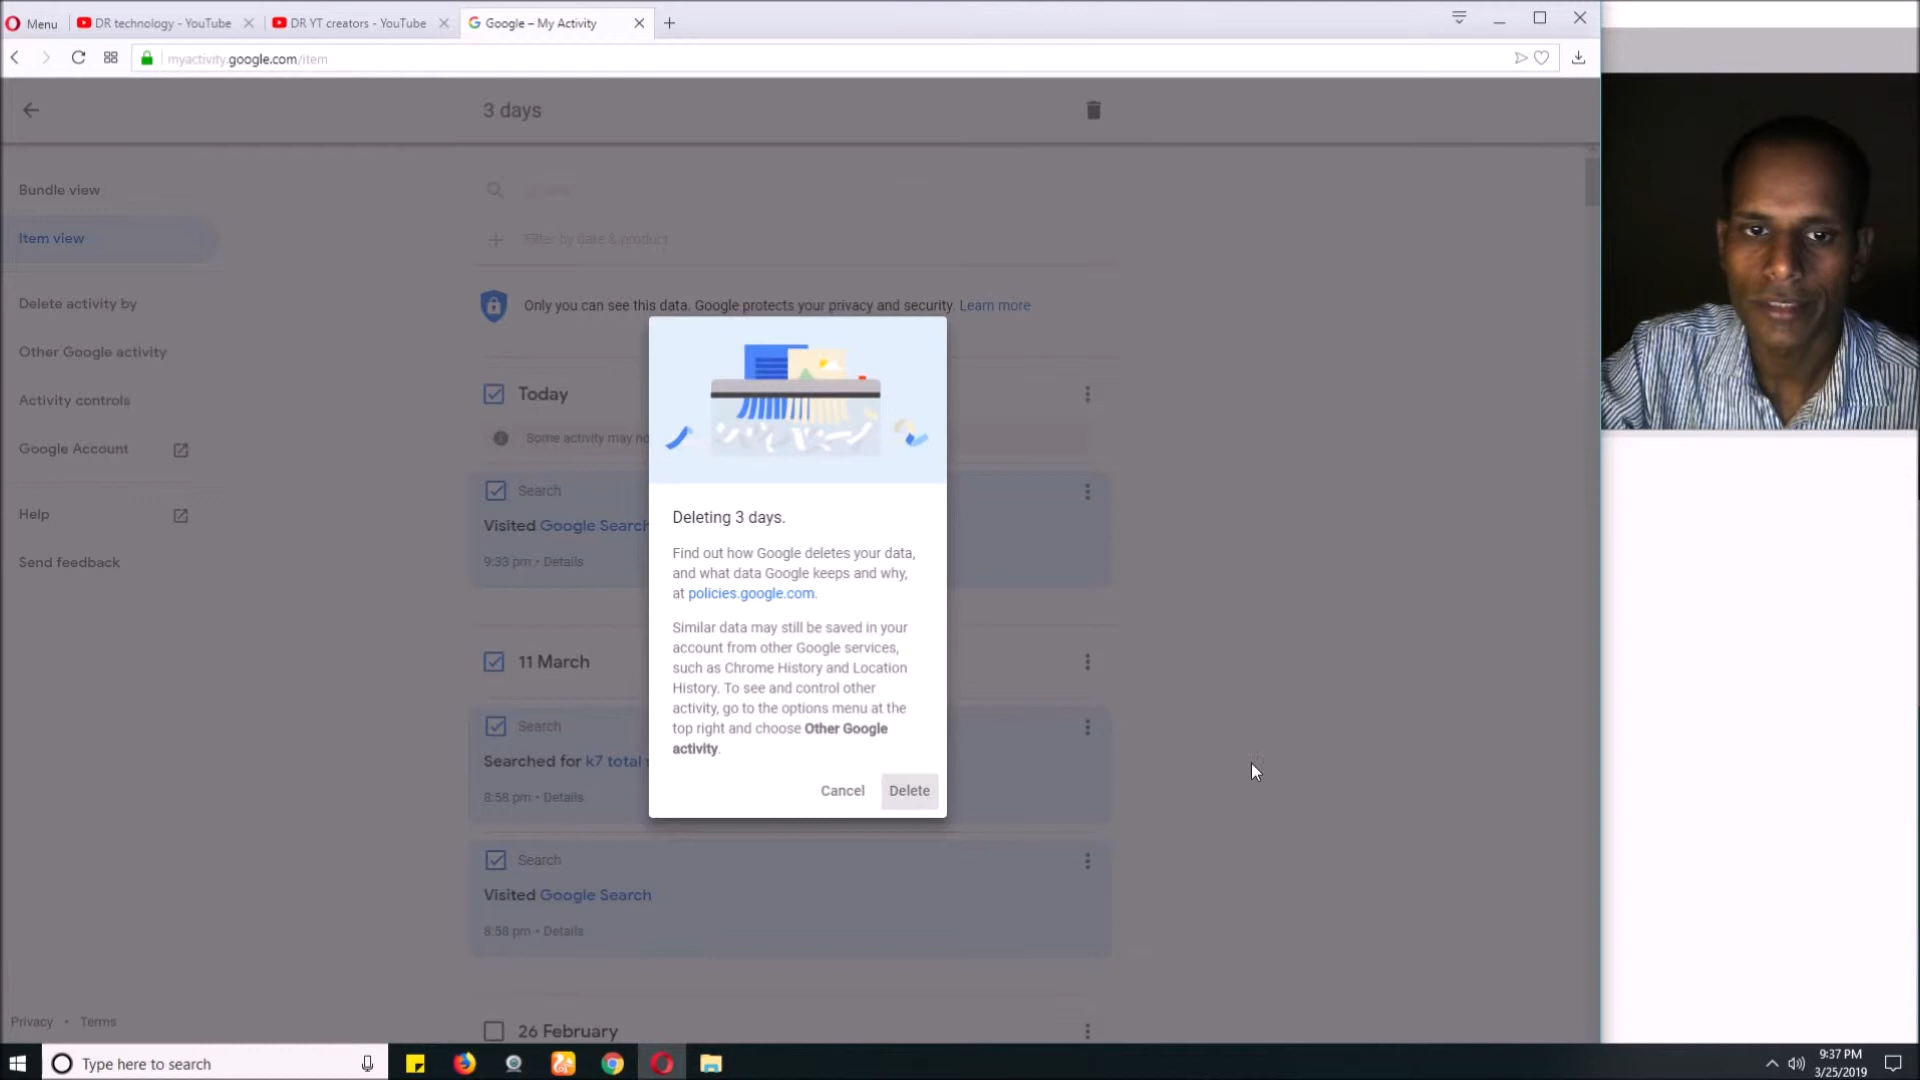 Menu
DR technology - YouTube
DR YT creators - YouTube
Google – My Activity
myactivity.google.com/item
3 days
Bundle view
Item view
Filter by date & product
Delete activity by
Only you can see this data. Google protects your privacy and security. Learn more
Other Google activity
Activity controls
Today
Google Account
Some activity may no
Search
Help
Visited Google Search
Send feedback
9:33 pm • Details
Deleting 3 days.
Find out how Google deletes your data,
and what data Google keeps and why,
at policies.google.com.
Similar data may still be saved in your
account from other Google services,
such as Chrome History and Location
History. To see and control other
activity, go to the options menu at the
top right and choose Other Google
activity.
Cancel Delete
11 March
Search
Searched for k7 total
8:58 pm • Details
Search
Visited Google Search
8:58 pm • Details
26 February
Privacy • Terms
Type here to search
9:37 PM
3/25/2019